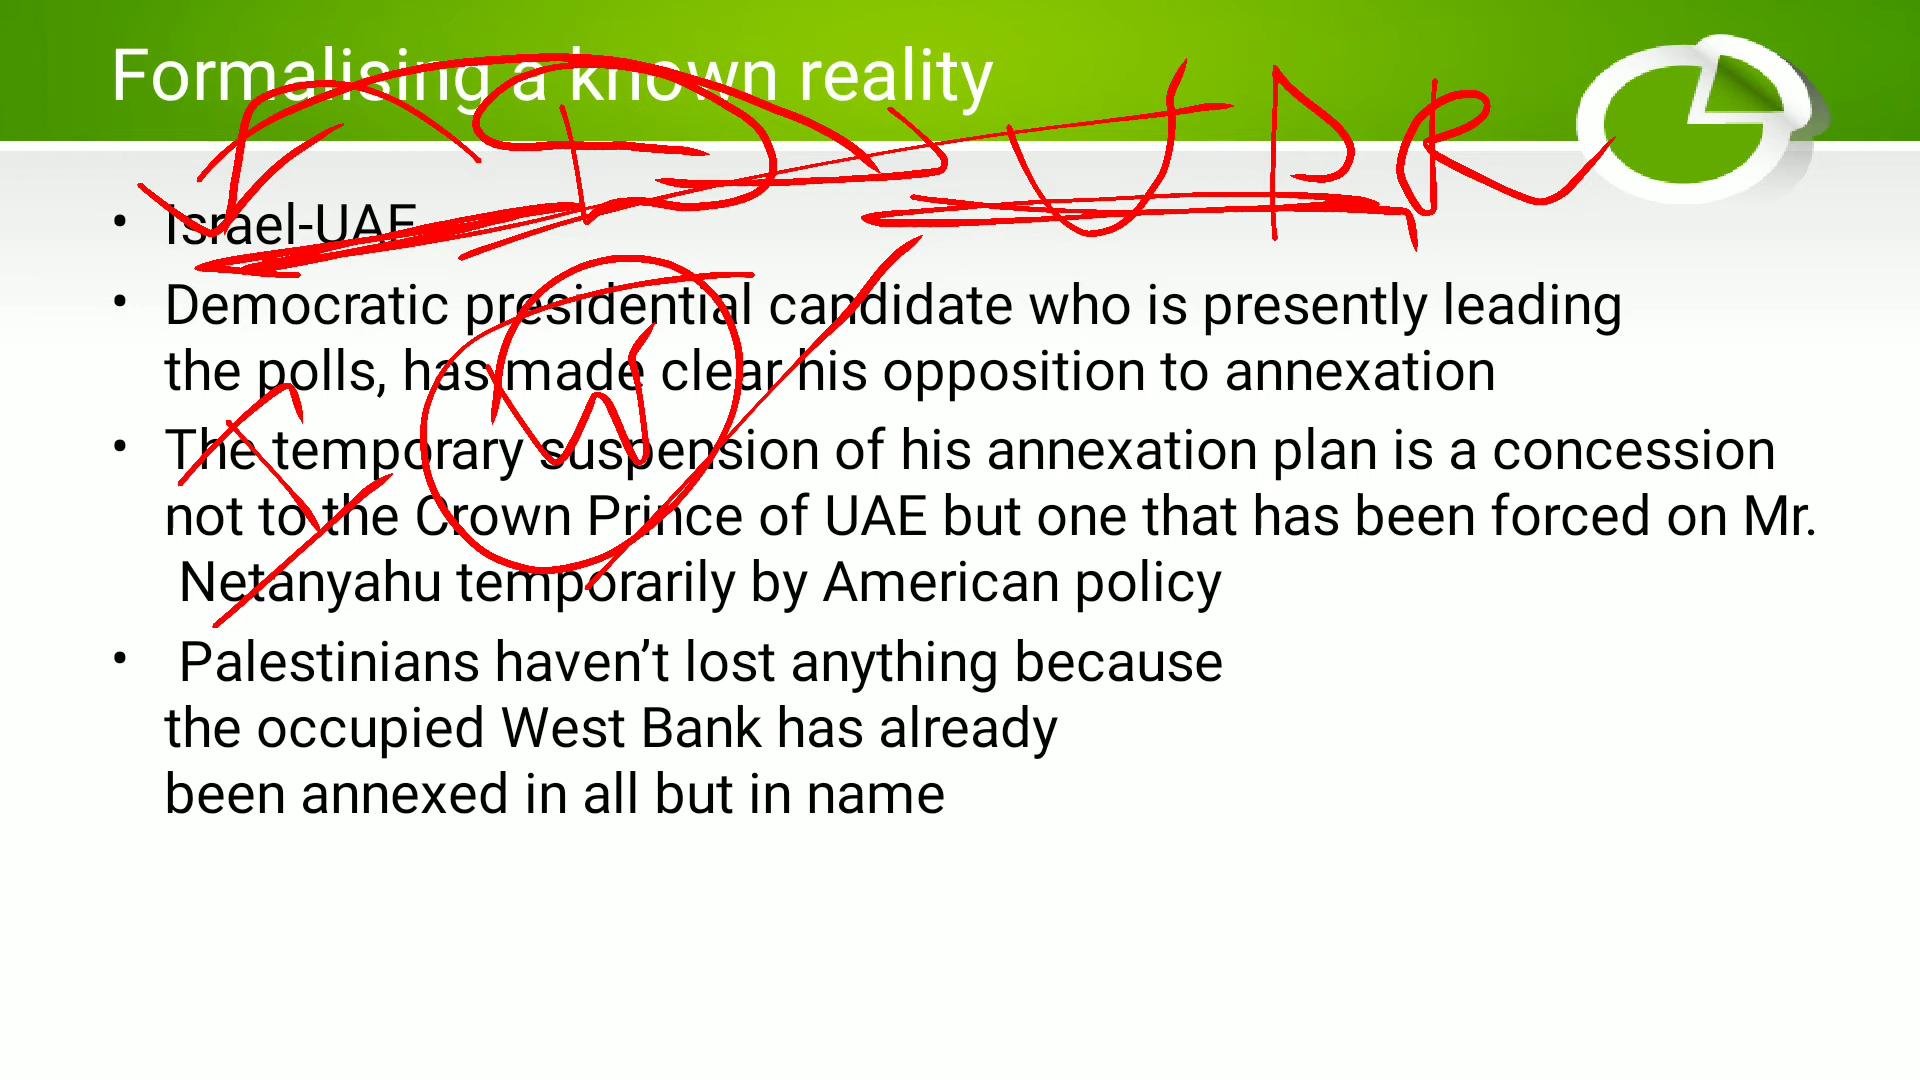 Formalising a known reality
• Israel-UAE
• Democratic presidential candidate who is presently leading
the polls, has made clear his opposition to annexation
• The temporary suspension of his annexation plan is a concession
not to the Crown Prince of UAE but one that has been forced on Mr.
Netanyahu temporarily by American policy
• Palestinians haven’t lost anything because
the occupied West Bank has already
been annexed in all but in name